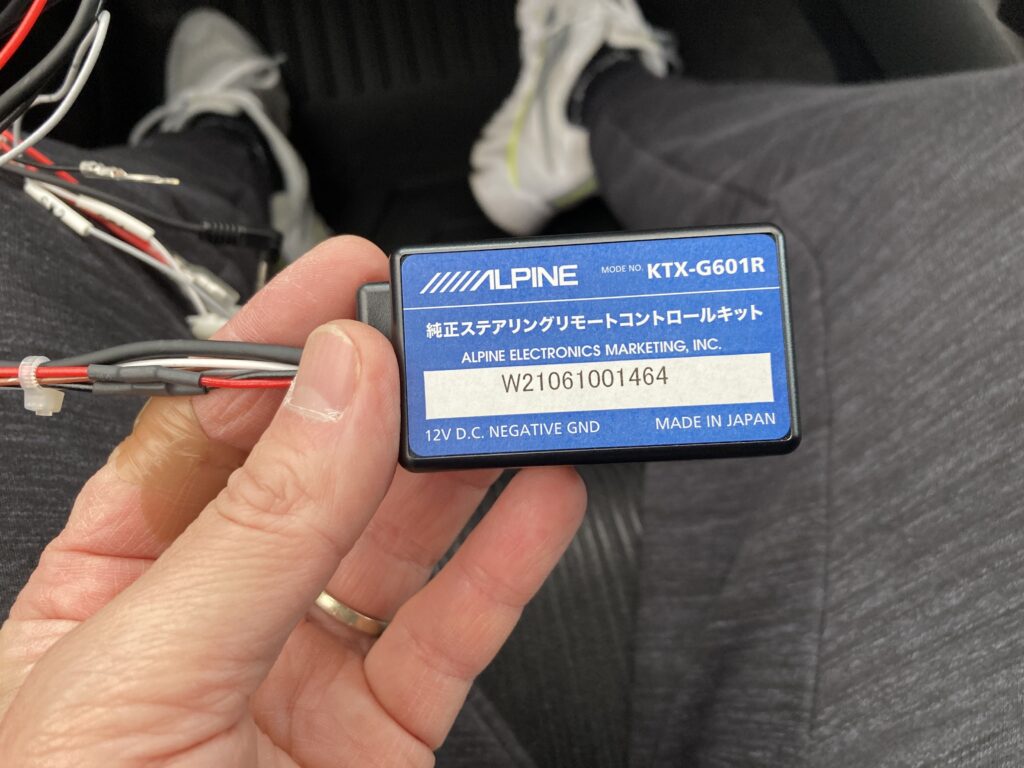 ALPINE MODE NO. KTX-G601R
純正ステアリングリモートコントロールキット
ALPINE ELECTRONICS MARKETING, INC.
W21061001464
12V D.C. NEGATIVE GND MADE IN JAPAN